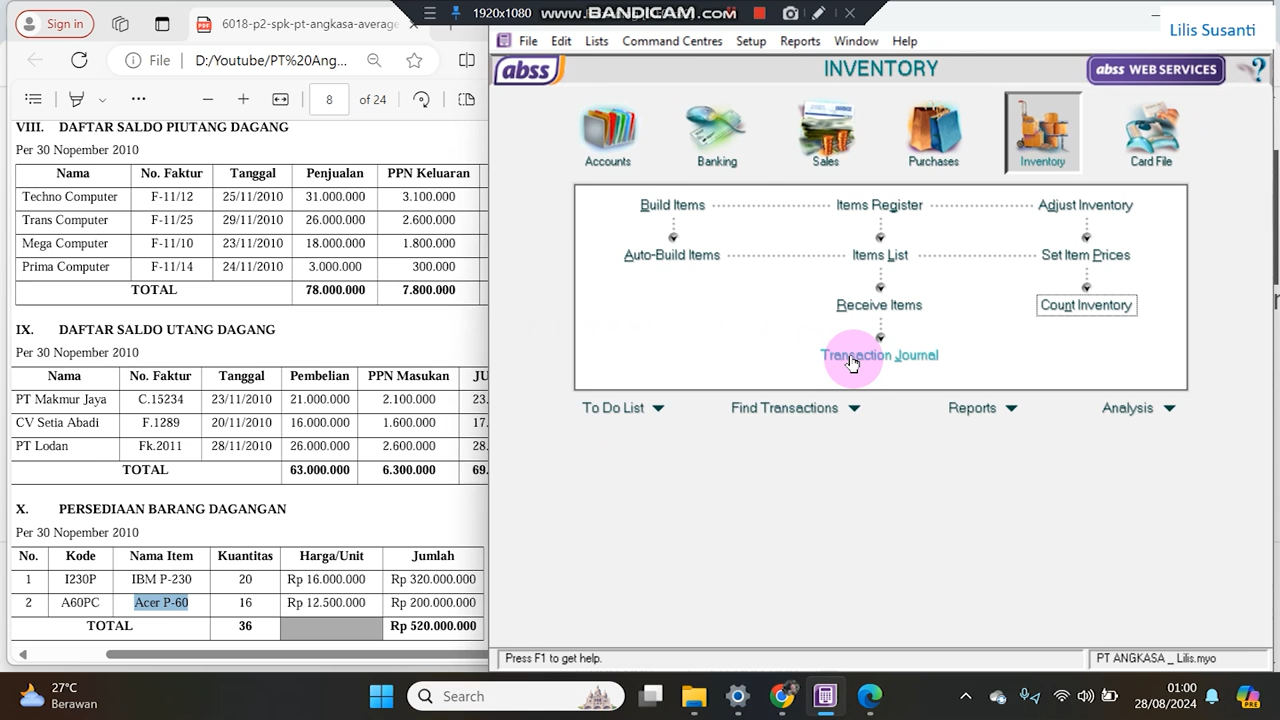 1920x1080 www.BANDICAM.com
Lilis Susanti
Sign in
6018-p2-spk-pt-angkasa-average
File Edit Lists Command Centres Setup Reports Window Help
File D:/Youtube/PT%20Ang...
8 of 24
abss INVENTORY abss WEB SERVICES
Accounts Banking Sales Purchases Inventory Card File
Build Items Items Register Adjust Inventory
Auto-Build Items Items List Set Item Prices
Receive Items Count Inventory
Transaction Journal
To Do List Find Transactions Reports Analysis
Press F1 to get help. PT ANGKASA _ Lilis.myo
VIII. DAFTAR SALDO PIUTANG DAGANG
Per 30 Nopember 2010
Nama No. Faktur Tanggal Penjualan PPN Keluaran
Techno Computer F-11/12 25/11/2010 31.000.000 3.100.000
Trans Computer F-11/25 29/11/2010 26.000.000 2.600.000
Mega Computer F-11/10 23/11/2010 18.000.000 1.800.000
Prima Computer F-11/14 24/11/2010 3.000.000 300.000
TOTAL 78.000.000 7.800.000
IX. DAFTAR SALDO UTANG DAGANG
Per 30 Nopember 2010
Nama No. Faktur Tanggal Pembelian PPN Masukan JU
PT Makmur Jaya C.15234 23/11/2010 21.000.000 2.100.000 23.
CV Setia Abadi F.1289 20/11/2010 16.000.000 1.600.000 17.
PT Lodan Fk.2011 28/11/2010 26.000.000 2.600.000 28.
TOTAL 63.000.000 6.300.000 69.
X. PERSEDIAAN BARANG DAGANGAN
Per 30 Nopember 2010
No. Kode Nama Item Kuantitas Harga/Unit Jumlah
1 I230P IBM P-230 20 Rp 16.000.000 Rp 320.000.000
2 A60PC Acer P-60 16 Rp 12.500.000 Rp 200.000.000
TOTAL 36 Rp 520.000.000
27°C
Berawan
Search
01:00
28/08/2024